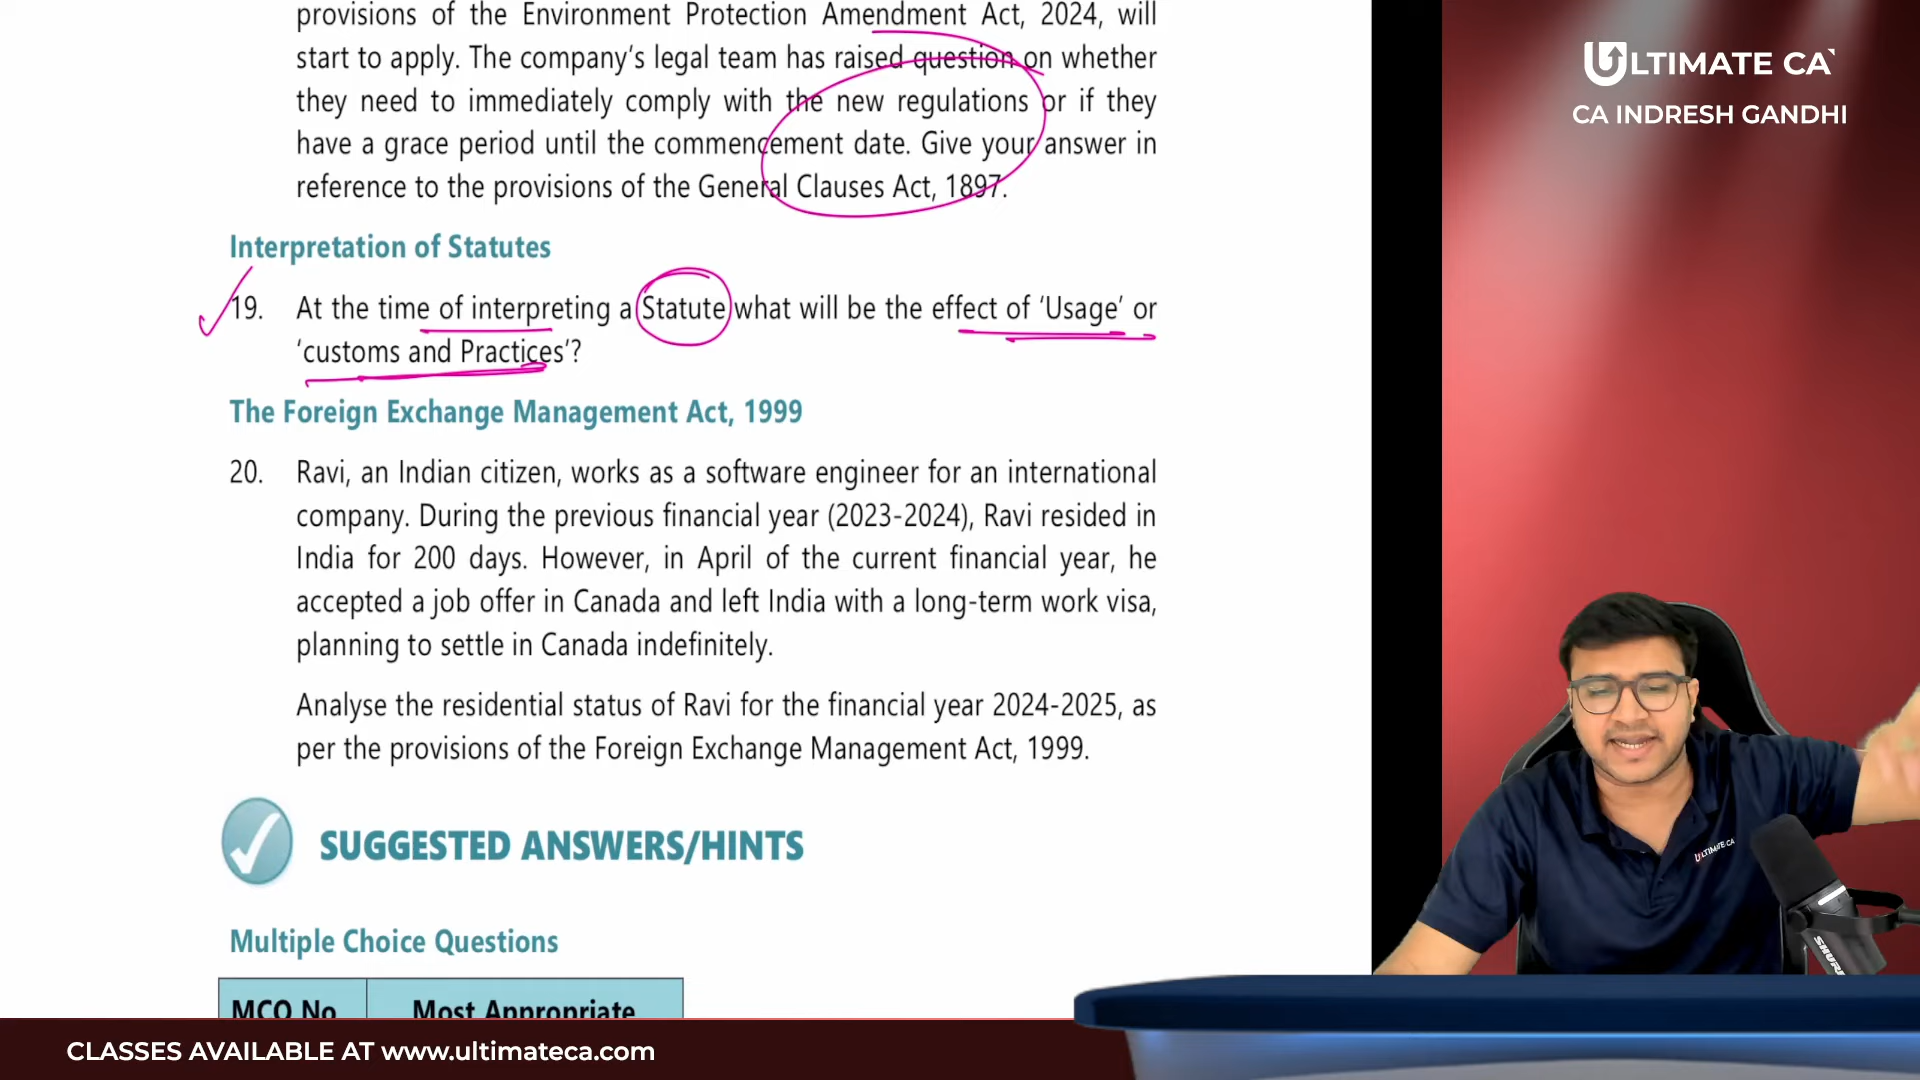 provisions of the Environment Protection Amendment Act, 2024, will
start to apply. The company's legal team has raised question on whether
they need to immediately comply with the new regulations or if they
have a grace period until the commencement date. Give your answer in
reference to the provisions of the General Clauses Act, 1897.
Interpretation of Statutes
19. At the time of interpreting a Statute what will be the effect of ‘Usage’ or
‘customs and Practices’?
The Foreign Exchange Management Act, 1999
20. Ravi, an Indian citizen, works as a software engineer for an international
company. During the previous financial year (2023-2024), Ravi resided in
India for 200 days. However, in April of the current financial year, he
accepted a job offer in Canada and left India with a long-term work visa,
planning to settle in Canada indefinitely.
Analyse the residential status of Ravi for the financial year 2024-2025, as
per the provisions of the Foreign Exchange Management Act, 1999.
SUGGESTED ANSWERS/HINTS
Multiple Choice Questions
MCQ No Most Appropriate
ULTIMATE CA
CA INDRESH GANDHI
ULTIMATE CA
SHURE
CLASSES AVAILABLE AT www.ultimateca.com